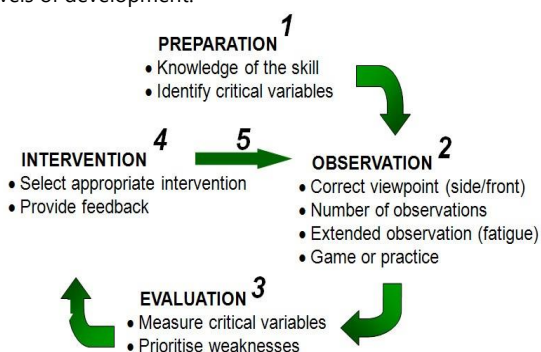 vels of development.
PREPARATION 1
• Knowledge of the skill
• Identify critical variables
INTERVENTION 4
• Select appropriate intervention
• Provide feedback
5
OBSERVATION 2
• Correct viewpoint (side/front)
• Number of observations
• Extended observation (fatigue)
• Game or practice
EVALUATION 3
• Measure critical variables
• Prioritise weaknesses